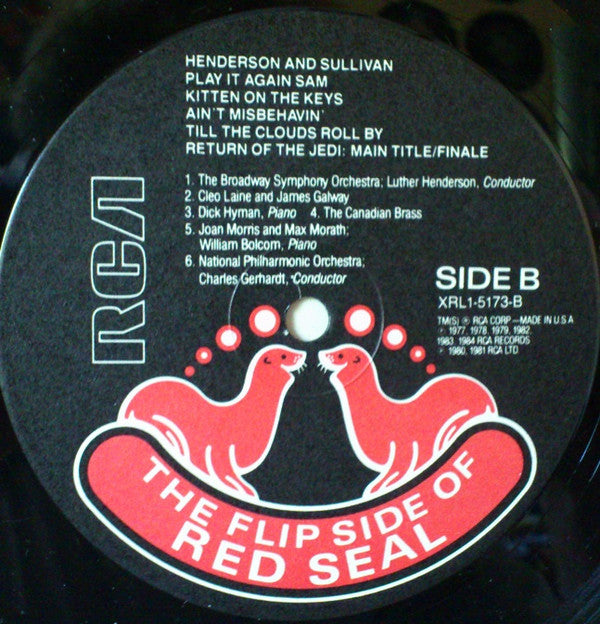 HENDERSON AND SULLIVAN
PLAY IT AGAIN SAM
KITTEN ON THE KEYS
AIN'T MISBEHAVIN'
TILL THE CLOUDS ROLL BY
RETURN OF THE JEDI: MAIN TITLE/FINALE
1. The Broadway Symphony Orchestra; Luther Henderson, Conductor
2. Cleo Laine and James Galway
3. Dick Hyman, Piano 4. The Canadian Brass
5. Joan Morris and Max Morath;
William Bolcom, Piano
6. National Philharmonic Orchestra;
Charles Gerhardt, Conductor
RCA
SIDE B
XRL1-5173-B
TM(S) ® RCA CORP.—MADE IN U.S.A.
℗ 1977, 1978, 1979, 1982,
1983, 1984 RCA RECORDS
℗ 1980, 1981 RCA LTD
THE FLIP SIDE OF
RED SEAL